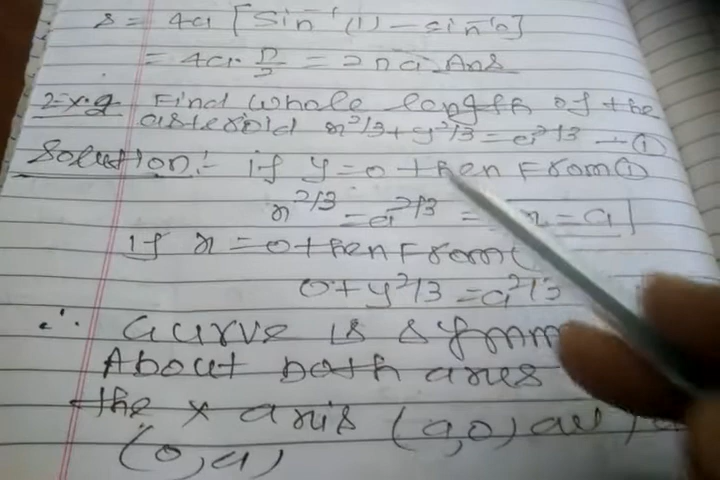 s = 4a [sin⁻¹(1) - sin⁻¹0]
= 4a. π/2 = 2πa Ans
Ex.9 Find whole length of the
asteroid x^2/3 + y^2/3 = a^2/3 —①
Solution:- if y=0 then From ①
x^2/3 = a^2/3 = x = a
if x = 0 then From (
0 + y^2/3 = a^2/3
∴ curve is symm
About both axes
the x axis (a,0) at
(0,a)